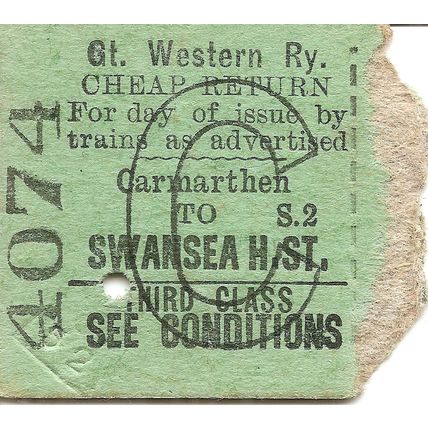 Gt. Western Ry.
CHEAP RETURN
For day of issue by
trains as advertised
Carmarthen
TO S.2
SWANSEA H.ST.
THIRD CLASS
SEE CONDITIONS
C
4074